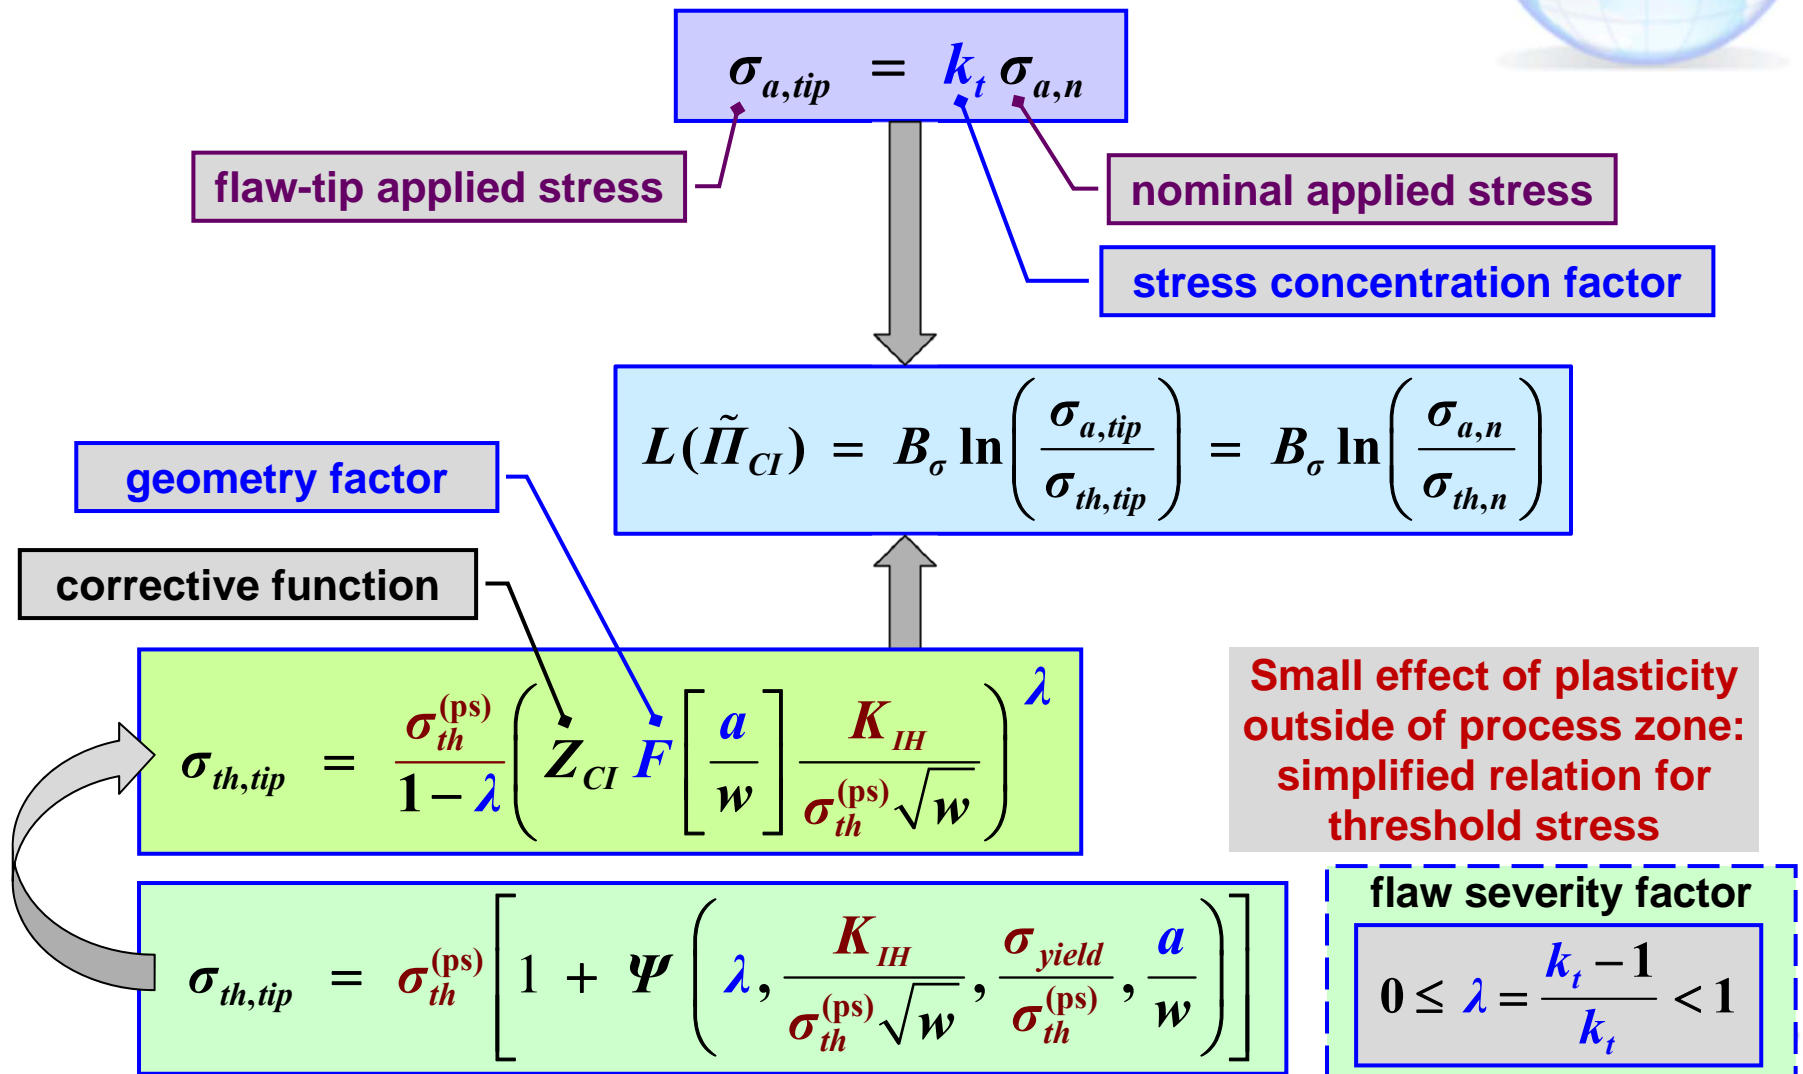 σ_{a,tip} = k_t σ_{a,n}
flaw-tip applied stress
nominal applied stress
stress concentration factor
L(Π̃_{CI}) = B_σ ln(σ_{a,tip} / σ_{th,tip}) = B_σ ln(σ_{a,n} / σ_{th,n})
geometry factor
corrective function
σ_{th,tip} = σ_{th}^{(ps)} / (1 − λ) (Z_{CI} F [a / w] K_{IH} / (σ_{th}^{(ps)} √w))^λ
Small effect of plasticity
outside of process zone:
simplified relation for
threshold stress
σ_{th,tip} = σ_{th}^{(ps)} [1 + Ψ (λ, K_{IH} / (σ_{th}^{(ps)} √w), σ_{yield} / σ_{th}^{(ps)}, a / w)]
flaw severity factor
0 ≤ λ = (k_t − 1) / k_t < 1